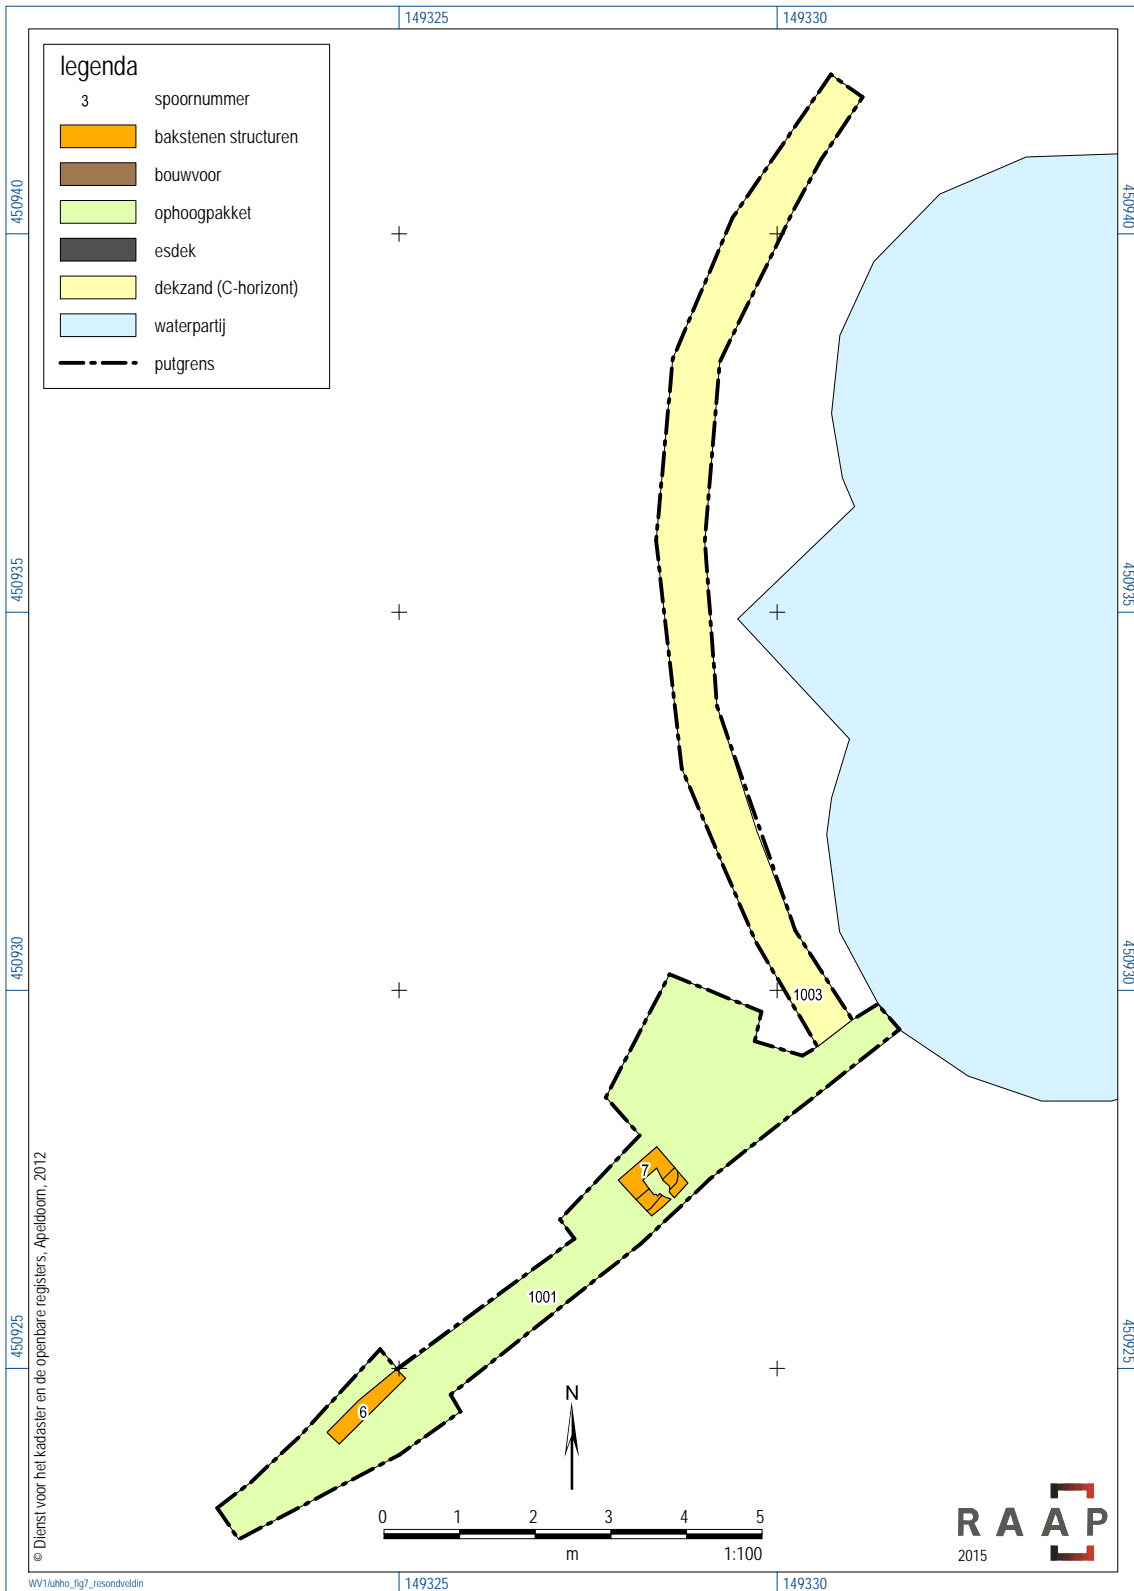 149325
149330
legenda
3 spoornummer
bakstenen structuren
bouwvoor
ophoogpakket
esdek
dekzand (C-horizont)
waterpartij
putgrens
450940
450940
450935
450935
450930
450930
1003
7
1001
450925
450925
6
N
0 1 2 3 4 5
m 1:100
RAAP
2015
© Dienst voor het kadaster en de openbare registers, Apeldoorn, 2012
WV1/uhho_fig7_resondveldin
149325
149330